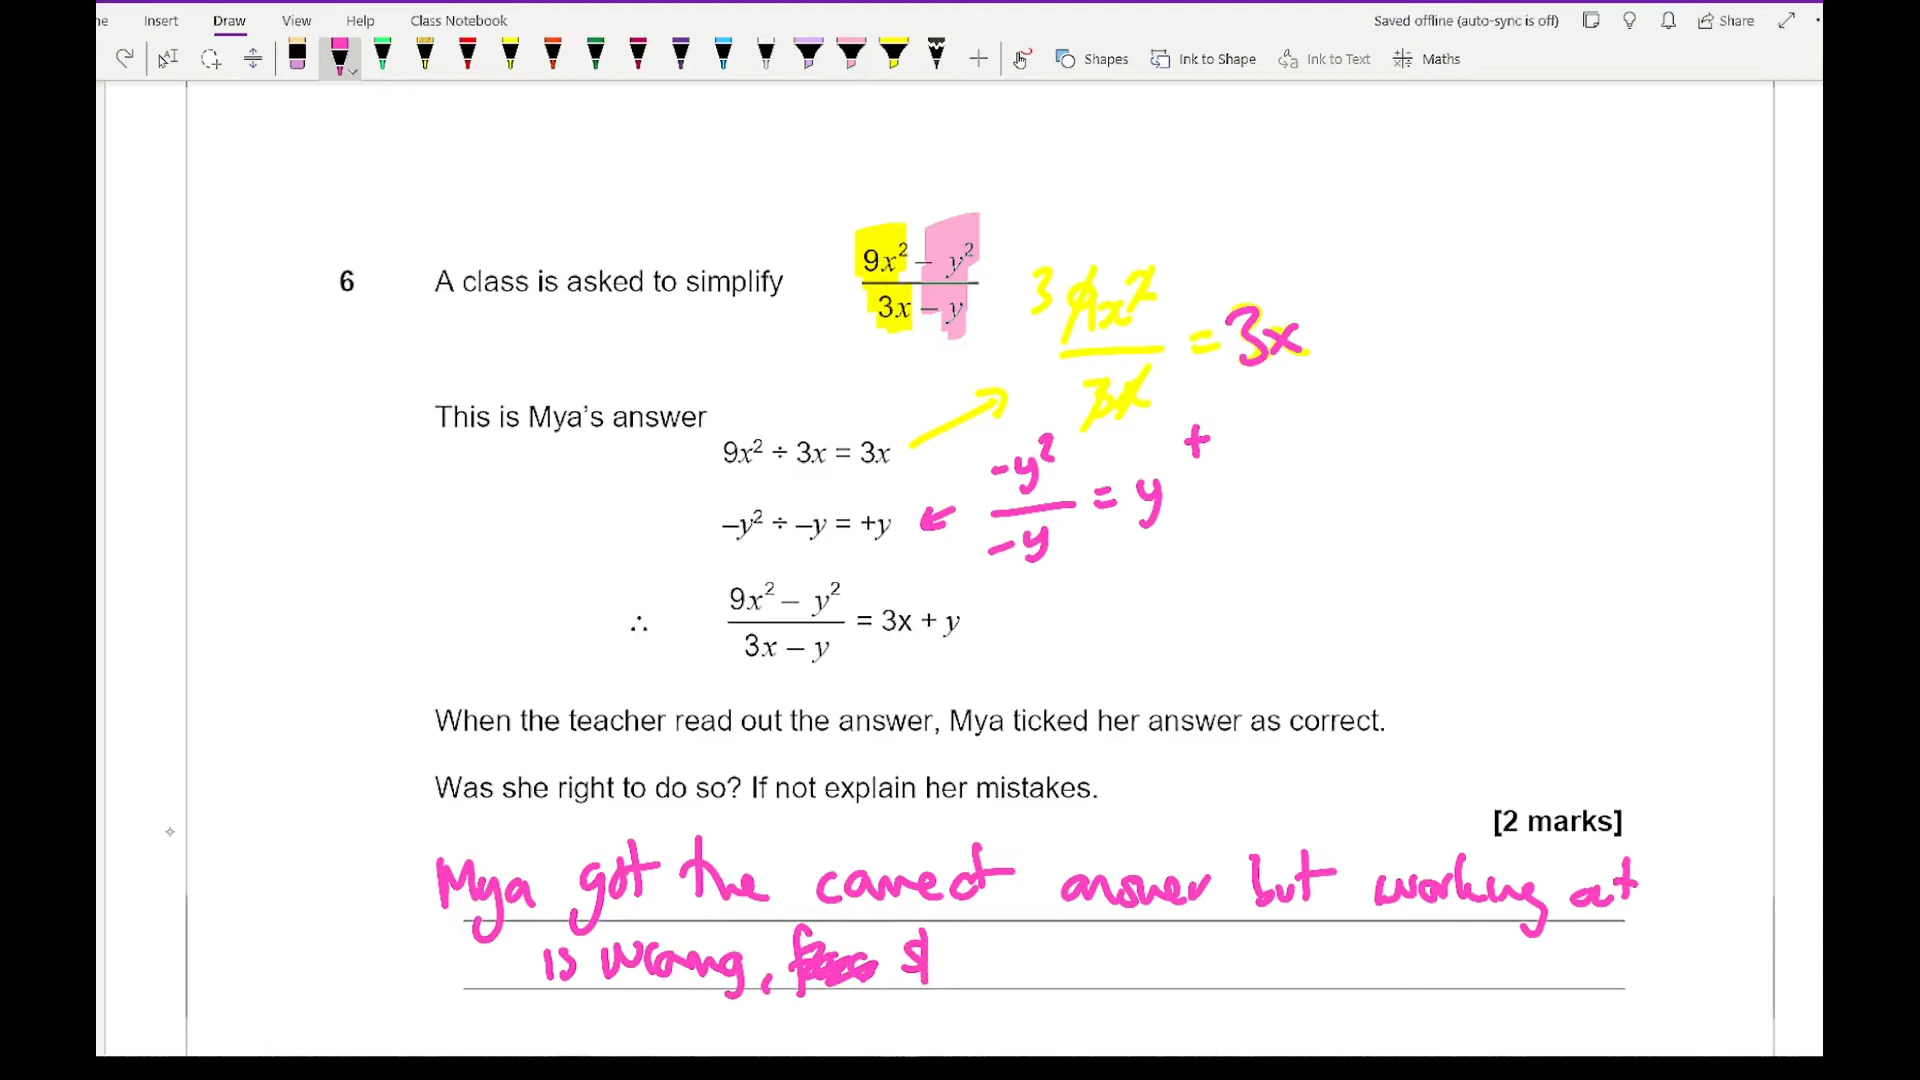 Insert Draw View Help Class Notebook Saved offline (auto-sync is off) Share
Shapes Ink to Shape Ink to Text Maths
6 A class is asked to simplify 9x² – y² / 3x – y
3 9x² / 3x = 3x
This is Mya's answer
9x² ÷ 3x = 3x
+
–y² ÷ –y = +y
-y² / -y = y
∴ 9x² – y² / 3x – y = 3x + y
When the teacher read out the answer, Mya ticked her answer as correct.
Was she right to do so? If not explain her mistakes.
[2 marks]
Mya got the correct answer but working out
is wrong,